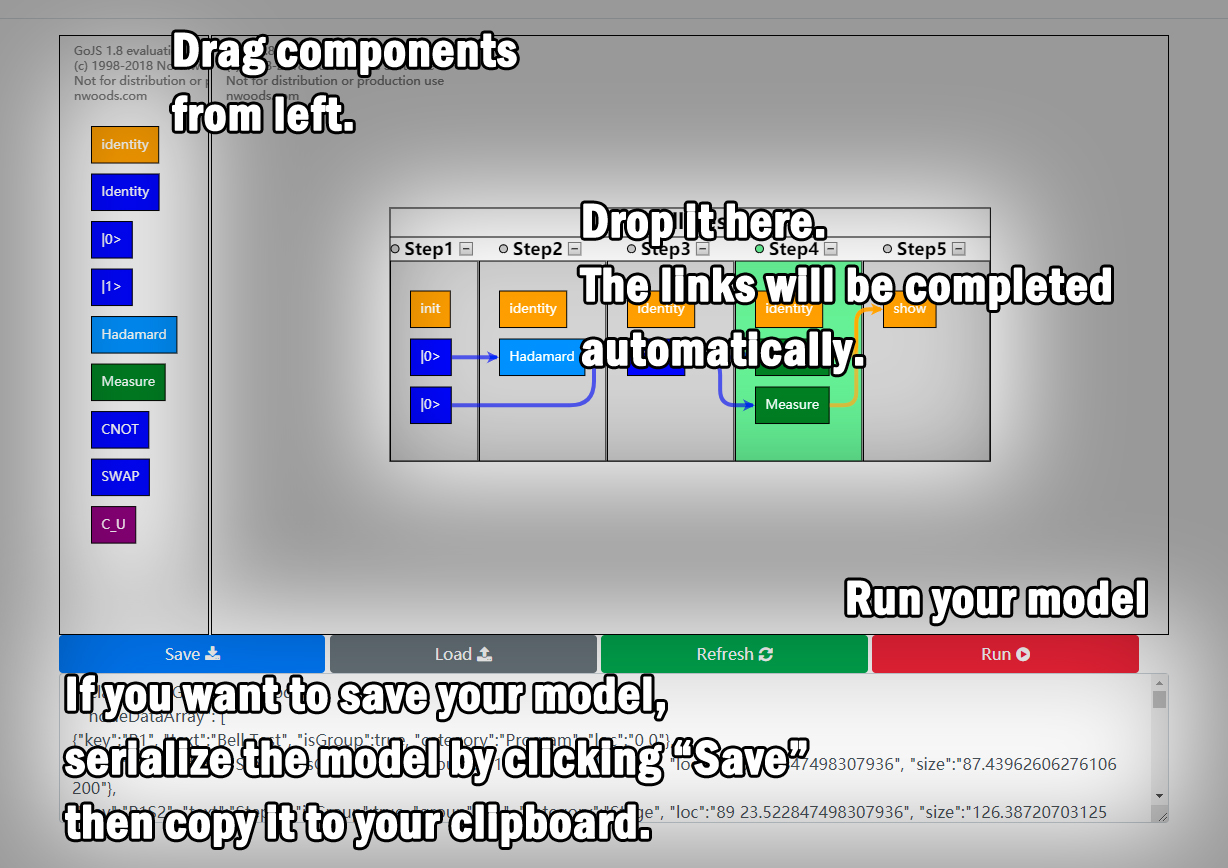 GoJS 1.8 evaluati
(c) 1998-2018 No
Not for distribution or p
nwoods.com
Not for distribution or production use
nwoods.com
Drag components
from left.
identity
Identity
|0>
|1>
Hadamard
Measure
CNOT
SWAP
C_U
Drop it here.
The links will be completed
automatically.
Step1
Step2
Step3
Step4
Step5
init
identity
identity
identity
show
|0>
Hadamard
|0>
Measure
Run your model
Save
Load
Refresh
Run
If you want to save your model,
serialize the model by clicking “Save”
then copy it to your clipboard.
"nodeDataArray": [
{"key":"P1", "text":"Bell Test", "isGroup":true, "category":"Program", "loc":"0 0"},
47498307936", "size":"87.43962606276106
200"},
"loc":"89 23.522847498307936", "size":"126.38720703125